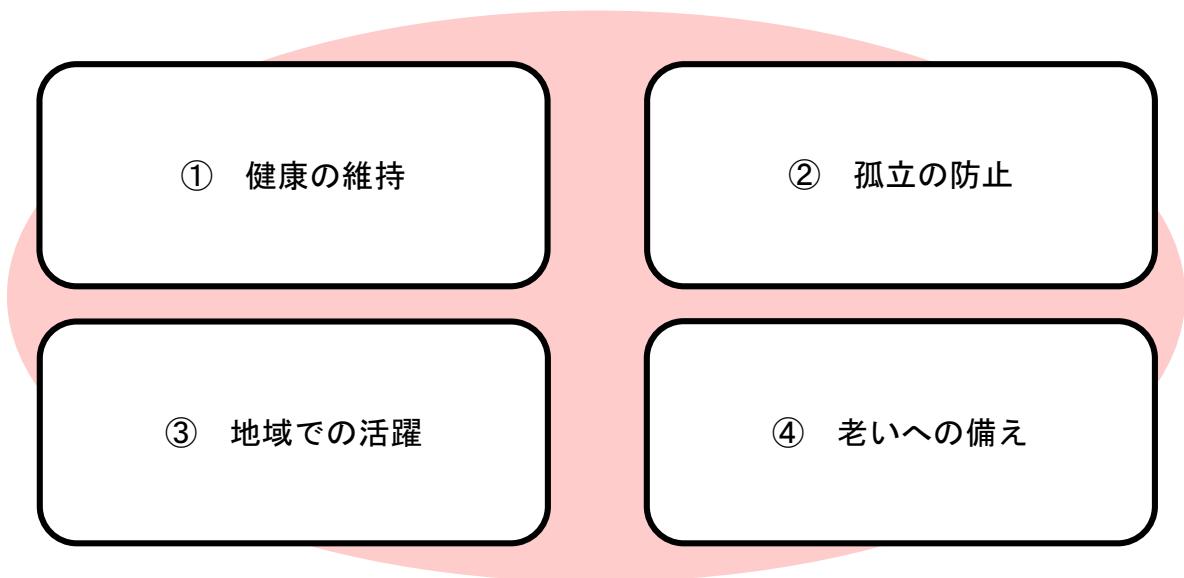 ① 健康の維持
② 孤立の防止
③ 地域での活躍
④ 老いへの備え